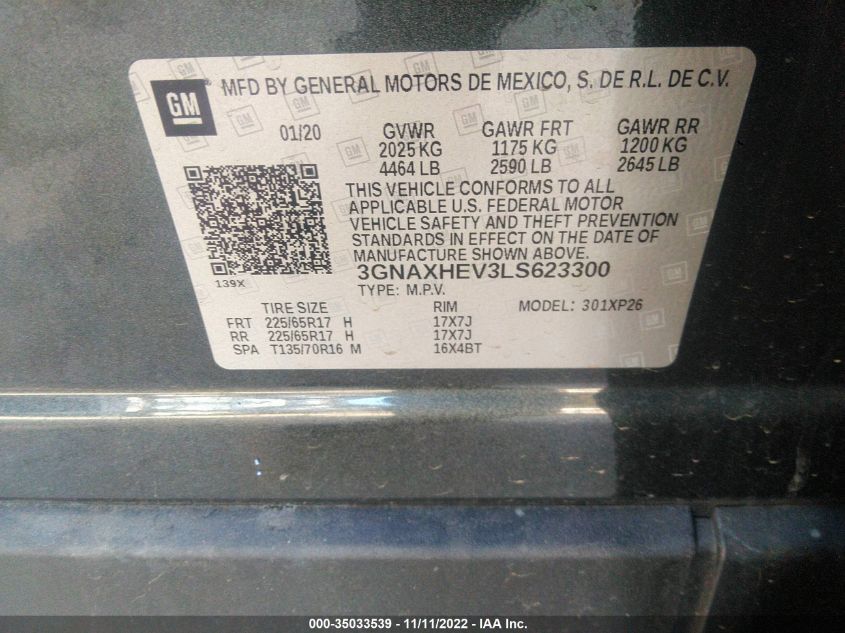 GM
MFD BY GENERAL MOTORS DE MEXICO, S. DE R.L. DE C.V.
01/20 GVWR GAWR FRT GAWR RR
2025 KG 1175 KG 1200 KG
4464 LB 2590 LB 2645 LB
THIS VEHICLE CONFORMS TO ALL
APPLICABLE U.S. FEDERAL MOTOR
VEHICLE SAFETY AND THEFT PREVENTION
STANDARDS IN EFFECT ON THE DATE OF
MANUFACTURE SHOWN ABOVE.
139X 3GNAXHEV3LS623300
TYPE: M.P.V.
TIRE SIZE RIM MODEL: 301XP26
FRT 225/65R17 H 17X7J
RR 225/65R17 H 17X7J
SPA T135/70R16 M 16X4BT
000-35033539 - 11/11/2022 - IAA Inc.